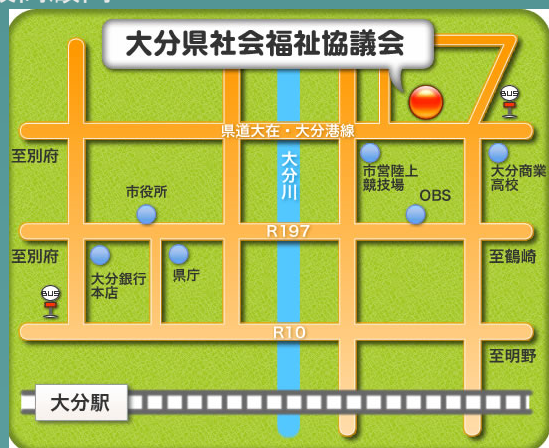 大分県社会福祉協議会
BUS
県道大在・大分港線
至別府
大分川
市営陸上
競技場
大分商業
高校
市役所
OBS
R197
至別府
至鶴崎
大分銀行
本店
県庁
BUS
R10
至明野
大分駅